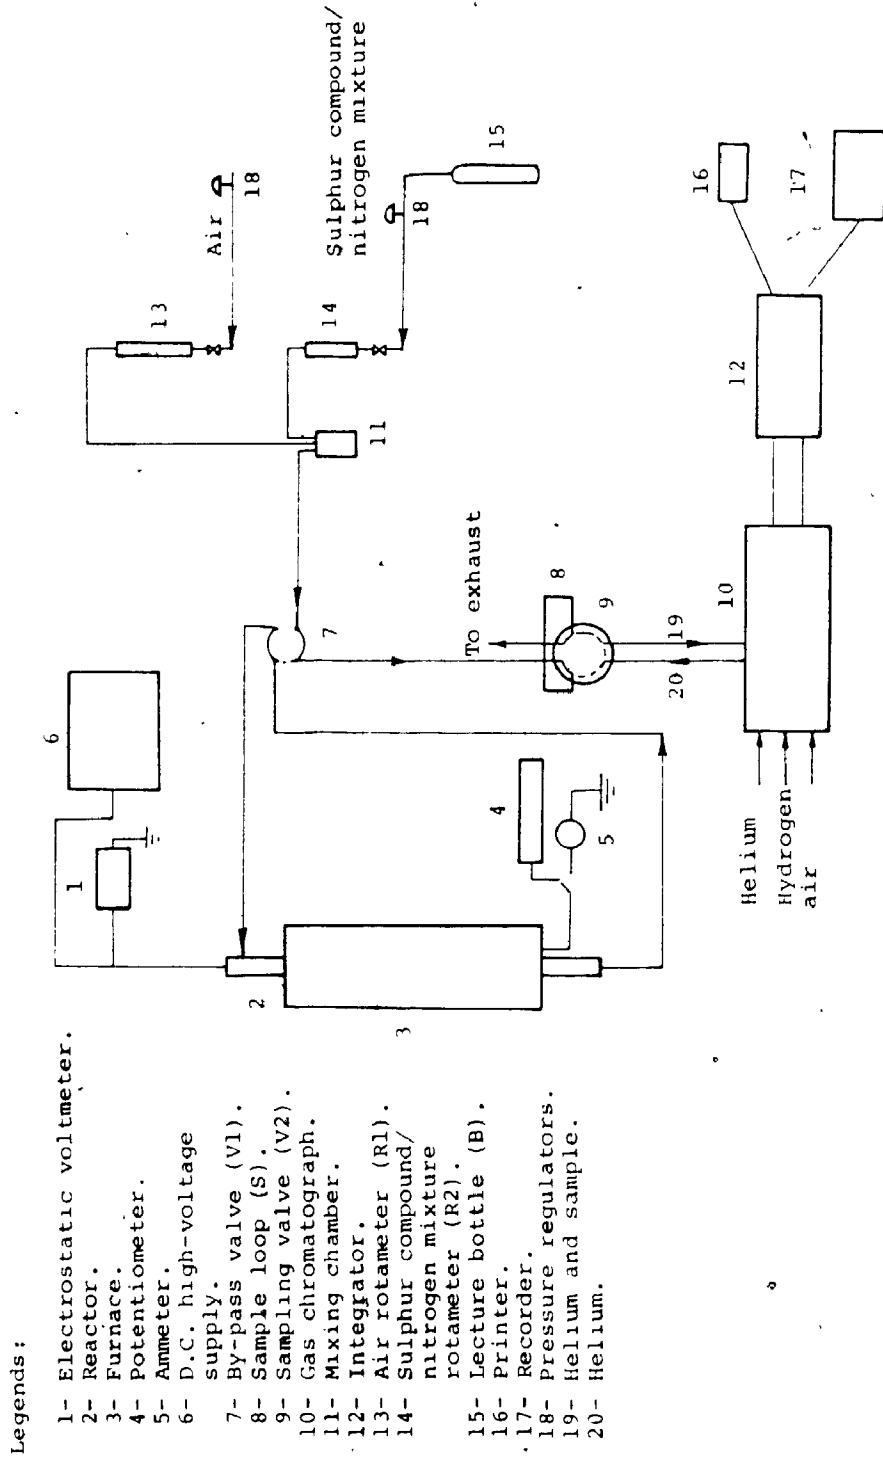 Legends:
1- Electrostatic voltmeter.
2- Reactor.
3- Furnace.
4- Potentiometer.
5- Ammeter.
6- D.C. high-voltage
supply.
7- By-pass valve (V1).
8- Sample loop (S).
9- Sampling valve (V2).
10- Gas chromatograph.
11- Mixing chamber.
12- Integrator.
13- Air rotameter (R1).
14- Sulphur compound/
nitrogen mixture
rotameter (R2).
15- Lecture bottle (B).
16- Printer.
17- Recorder.
18- Pressure regulators.
19- Helium and sample.
20- Helium.
1
6
2
3
4
5
7
To exhaust
8
9
20
19
10
Helium
Hydrogen
air
11
13
14
Air
18
Sulphur compound/
nitrogen mixture
18
15
12
16
17